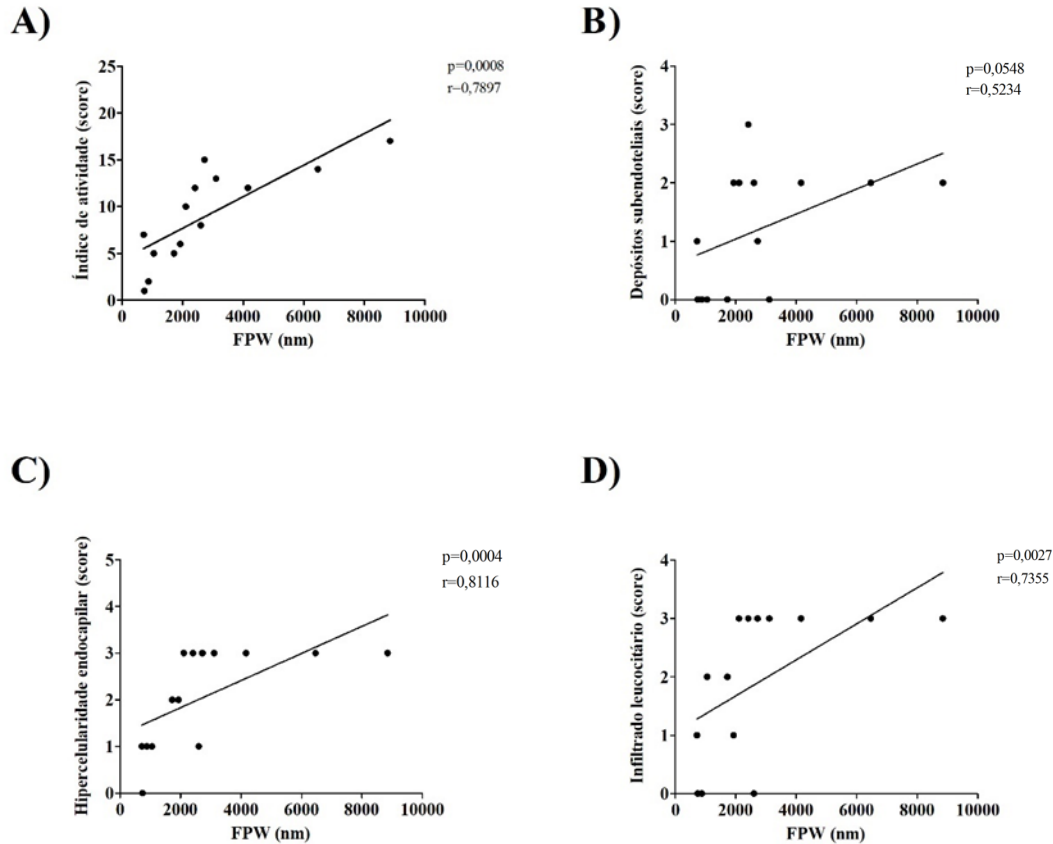 A)
p=0,0008
r=0,7897
Índice de atividade (score)
25
20
15
10
5
0
0 2000 4000 6000 8000 10000
FPW (nm)
B)
p=0,0548
r=0,5234
Depósitos subendoteliais (score)
4
3
2
1
0
0 2000 4000 6000 8000 10000
FPW (nm)
C)
p=0,0004
r=0,8116
Hipercelularidade endocapilar (score)
5
4
3
2
1
0
0 2000 4000 6000 8000 10000
FPW (nm)
D)
p=0,0027
r=0,7355
Infiltrado leucocitário (score)
4
3
2
1
0
0 2000 4000 6000 8000 10000
FPW (nm)